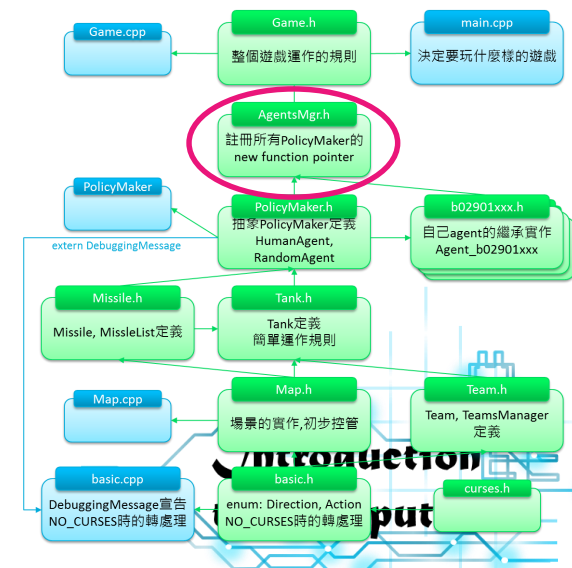 Game.cpp
Game.h
整個遊戲運作的規則
main.cpp
決定要玩什麼樣的遊戲
AgentsMgr.h
註冊所有PolicyMaker的
new function pointer
PolicyMaker
extern DebuggingMessage
PolicyMaker.h
抽象PolicyMaker定義
HumanAgent,
RandomAgent
b02901xxx.h
自己agent的繼承實作
Agent_b02901xxx
Missile.h
Missile, MissleList定義
Tank.h
Tank定義
簡單運作規則
Map.cpp
Map.h
場景的實作,初步控管
Team.h
Team, TeamsManager
定義
basic.cpp
DebuggingMessage宣告
NO_CURSES時的轉處理
basic.h
enum: Direction, Action
NO_CURSES時的轉處理
curses.h
Introduction